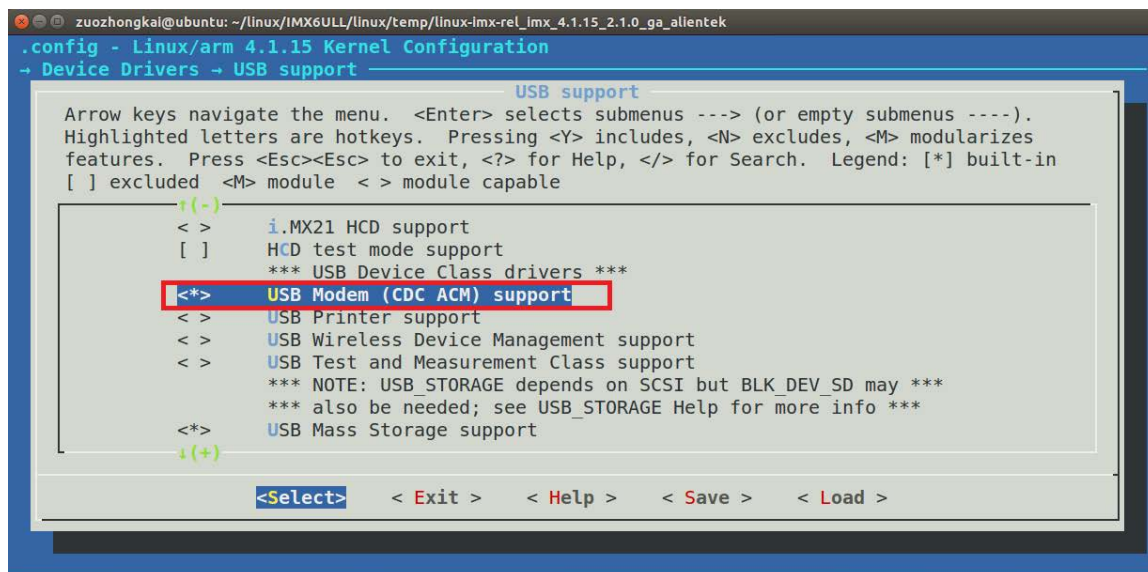 zuozhongkai@ubuntu: ~/linux/IMX6ULL/linux/temp/linux-imx-rel_imx_4.1.15_2.1.0_ga_alientek
.config - Linux/arm 4.1.15 Kernel Configuration
→ Device Drivers → USB support
USB support
Arrow keys navigate the menu.  <Enter> selects submenus ---> (or empty submenus ----).
Highlighted letters are hotkeys.  Pressing <Y> includes, <N> excludes, <M> modularizes
features.  Press <Esc><Esc> to exit, <?> for Help, </> for Search.  Legend: [*] built-in
[ ] excluded  <M> module  < > module capable
↑(-)
< >     i.MX21 HCD support
[ ]     HCD test mode support
*** USB Device Class drivers ***
<*>     USB Modem (CDC ACM) support
< >     USB Printer support
< >     USB Wireless Device Management support
< >     USB Test and Measurement Class support
*** NOTE: USB_STORAGE depends on SCSI but BLK_DEV_SD may ***
*** also be needed; see USB_STORAGE Help for more info ***
<*>     USB Mass Storage support
↓(+)
<Select>    < Exit >    < Help >    < Save >    < Load >